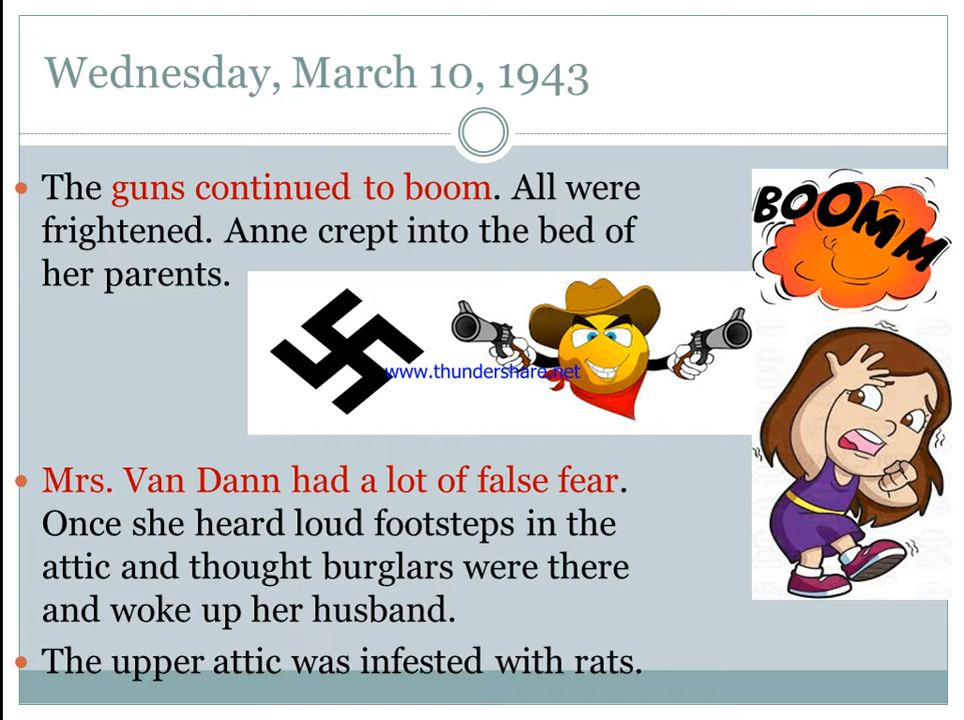 Wednesday, March 10, 1943
The guns continued to boom. All were
frightened. Anne crept into the bed of
her parents.
BOOMM
www.thundershare.net
Mrs. Van Dann had a lot of false fear.
Once she heard loud footsteps in the
attic and thought burglars were there
and woke up her husband.
The upper attic was infested with rats.